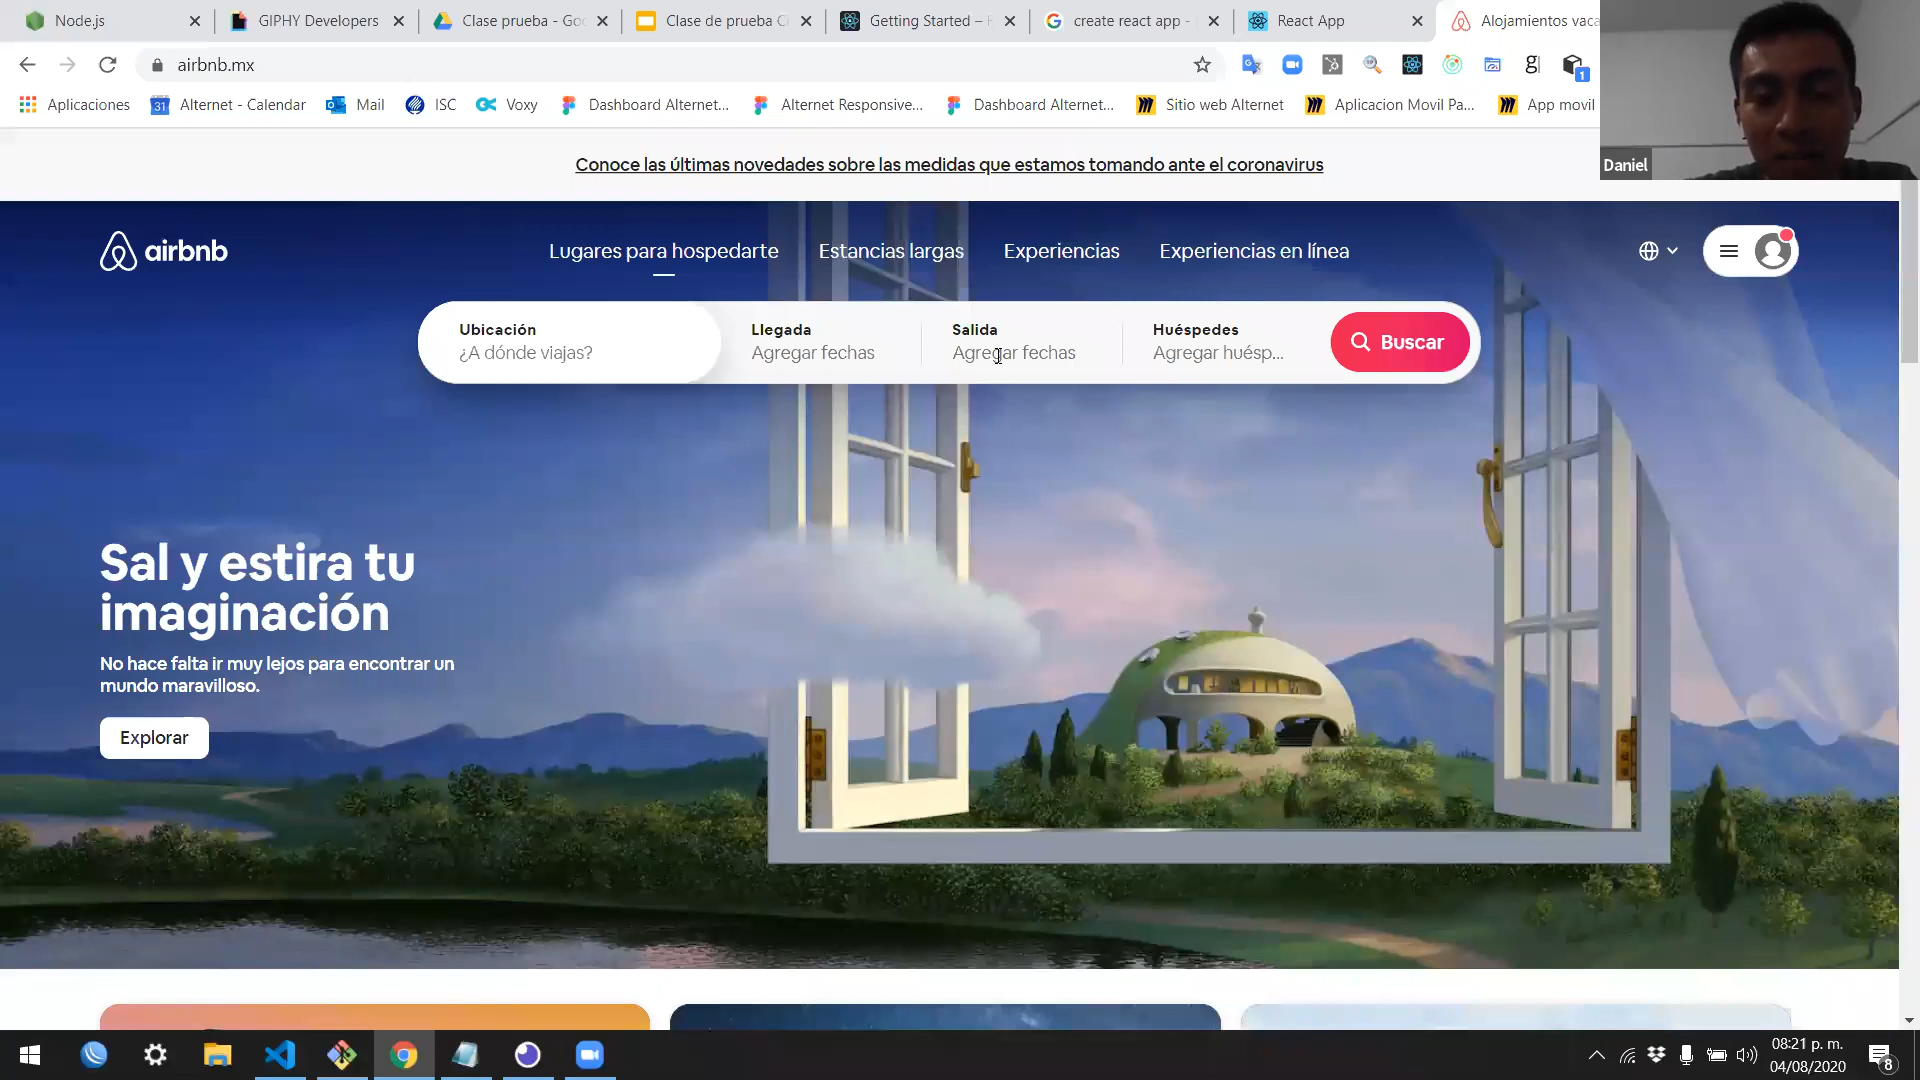 Node.js
GIPHY Developers
Clase prueba - Goo
Clase de prueba C
Getting Started –
create react app -
React App
Alojamientos vaca
airbnb.mx
g
1
Aplicaciones
31
Alternet - Calendar
Mail
ISC
Voxy
Dashboard Alternet...
Alternet Responsive...
Dashboard Alternet...
Sitio web Alternet
Aplicacion Movil Pa...
App movil
Daniel
Conoce las últimas novedades sobre las medidas que estamos tomando ante el coronavirus
airbnb
Lugares para hospedarte
Estancias largas
Experiencias
Experiencias en línea
Ubicación
¿A dónde viajas?
Llegada
Agregar fechas
Salida
Agregar fechas
Huéspedes
Agregar huésp...
Buscar
Sal y estira tu
imaginación
No hace falta ir muy lejos para encontrar un
mundo maravilloso.
Explorar
08:21 p. m.
04/08/2020
8